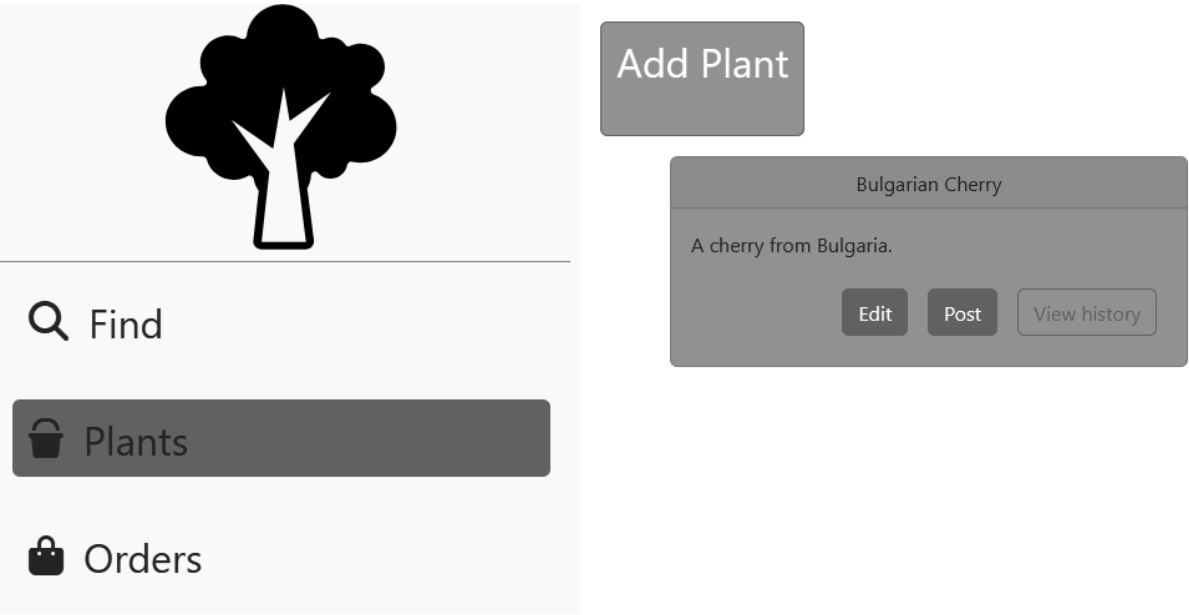 Find
Plants
Orders
Add Plant
Bulgarian Cherry
A cherry from Bulgaria.
Edit
Post
View history